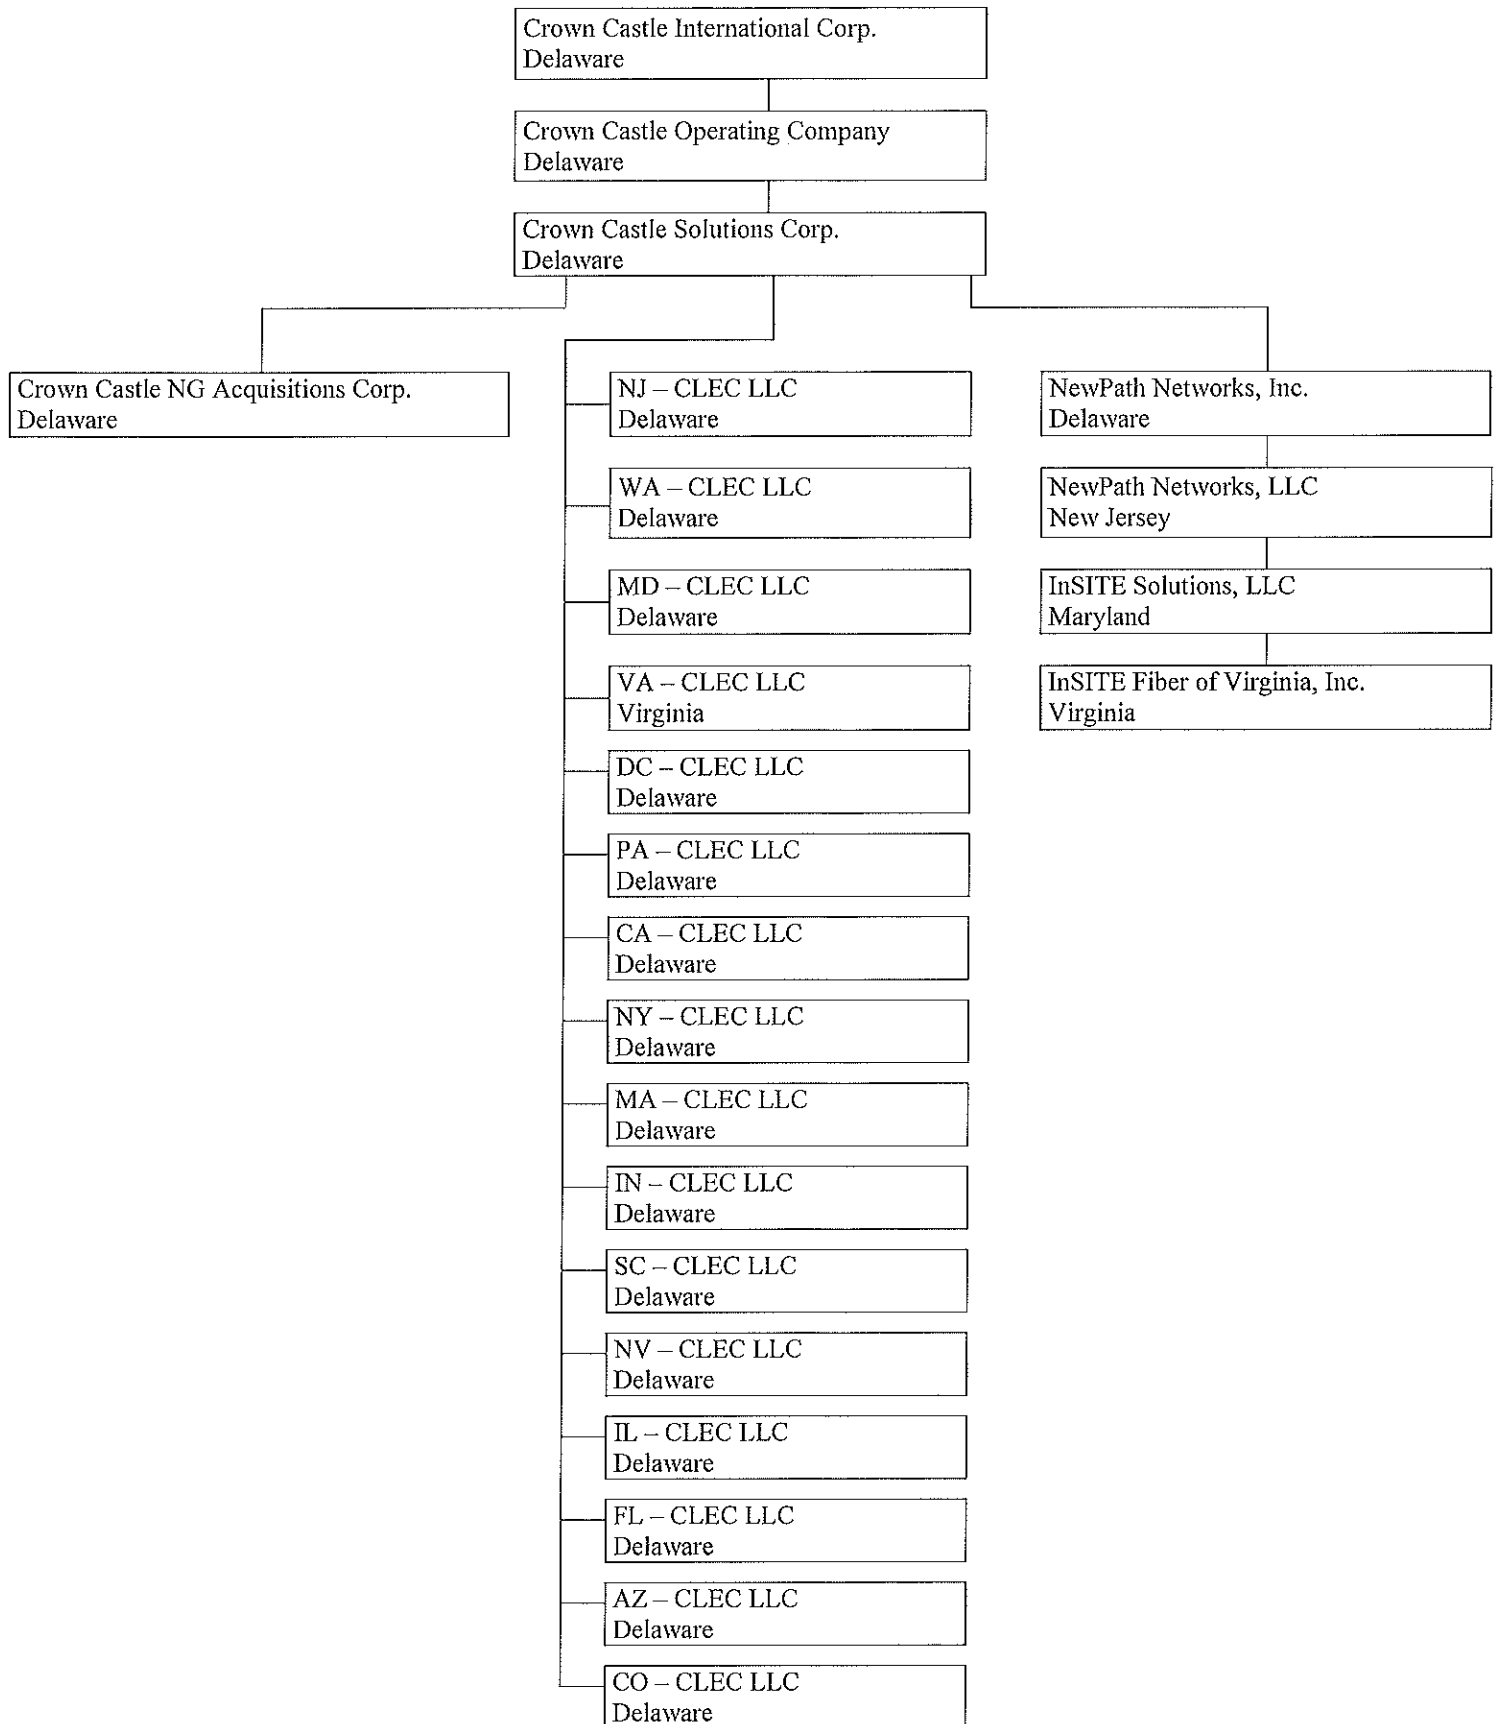 Crown Castle International Corp.
Delaware
Crown Castle Operating Company
Delaware
Crown Castle Solutions Corp.
Delaware
Crown Castle NG Acquisitions Corp.
Delaware
NJ – CLEC LLC
Delaware
WA – CLEC LLC
Delaware
MD – CLEC LLC
Delaware
VA – CLEC LLC
Virginia
DC – CLEC LLC
Delaware
PA – CLEC LLC
Delaware
CA – CLEC LLC
Delaware
NY – CLEC LLC
Delaware
MA – CLEC LLC
Delaware
IN – CLEC LLC
Delaware
SC – CLEC LLC
Delaware
NV – CLEC LLC
Delaware
IL – CLEC LLC
Delaware
FL – CLEC LLC
Delaware
AZ – CLEC LLC
Delaware
CO – CLEC LLC
Delaware
NewPath Networks, Inc.
Delaware
NewPath Networks, LLC
New Jersey
InSITE Solutions, LLC
Maryland
InSITE Fiber of Virginia, Inc.
Virginia